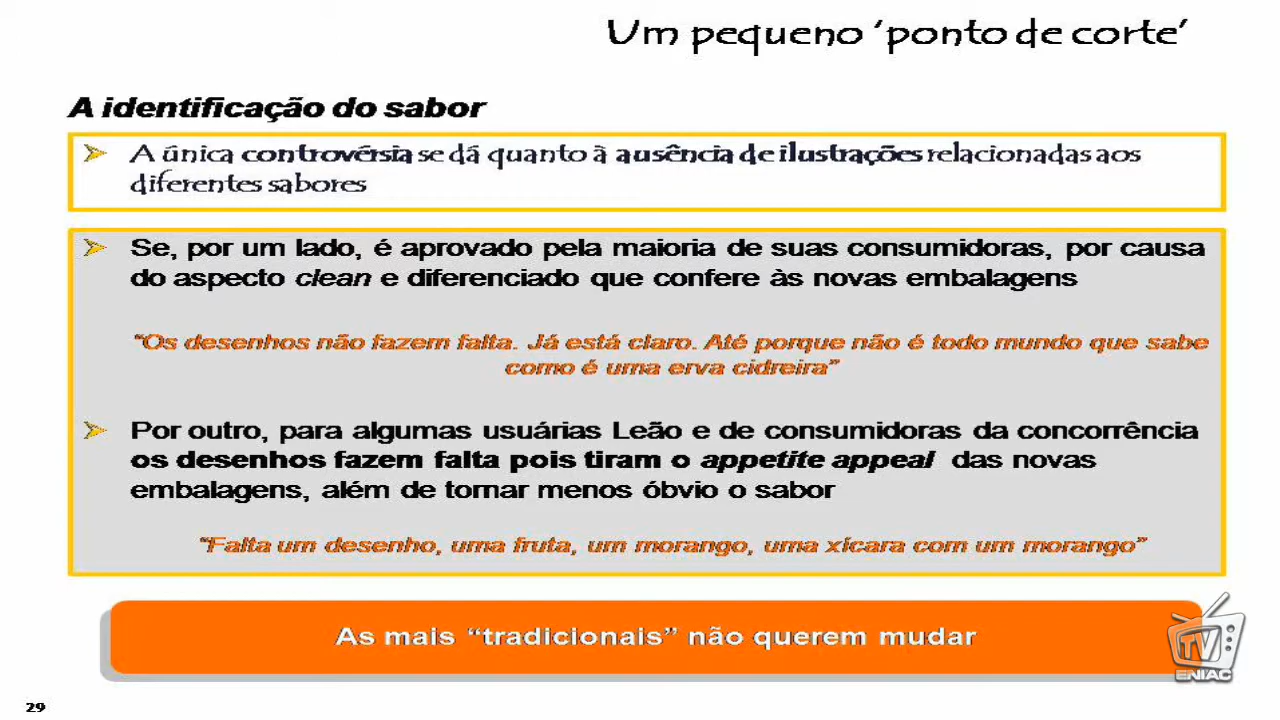 Um pequeno ‘ponto de corte’
A identificação do sabor
A única controvérsia se dá quanto à ausência de ilustrações relacionadas aos
diferentes sabores
Se, por um lado, é aprovado pela maioria de suas consumidoras, por causa
do aspecto clean e diferenciado que confere às novas embalagens
“Os desenhos não fazem falta. Já está claro. Até porque não é todo mundo que sabe
como é uma erva cidreira”
Por outro, para algumas usuárias Leão e de consumidoras da concorrência
os desenhos fazem falta pois tiram o appetite appeal das novas
embalagens, além de tornar menos óbvio o sabor
“Falta um desenho, uma fruta, um morango, uma xícara com um morango”
As mais “tradicionais” não querem mudar
TV
ENIAC
29